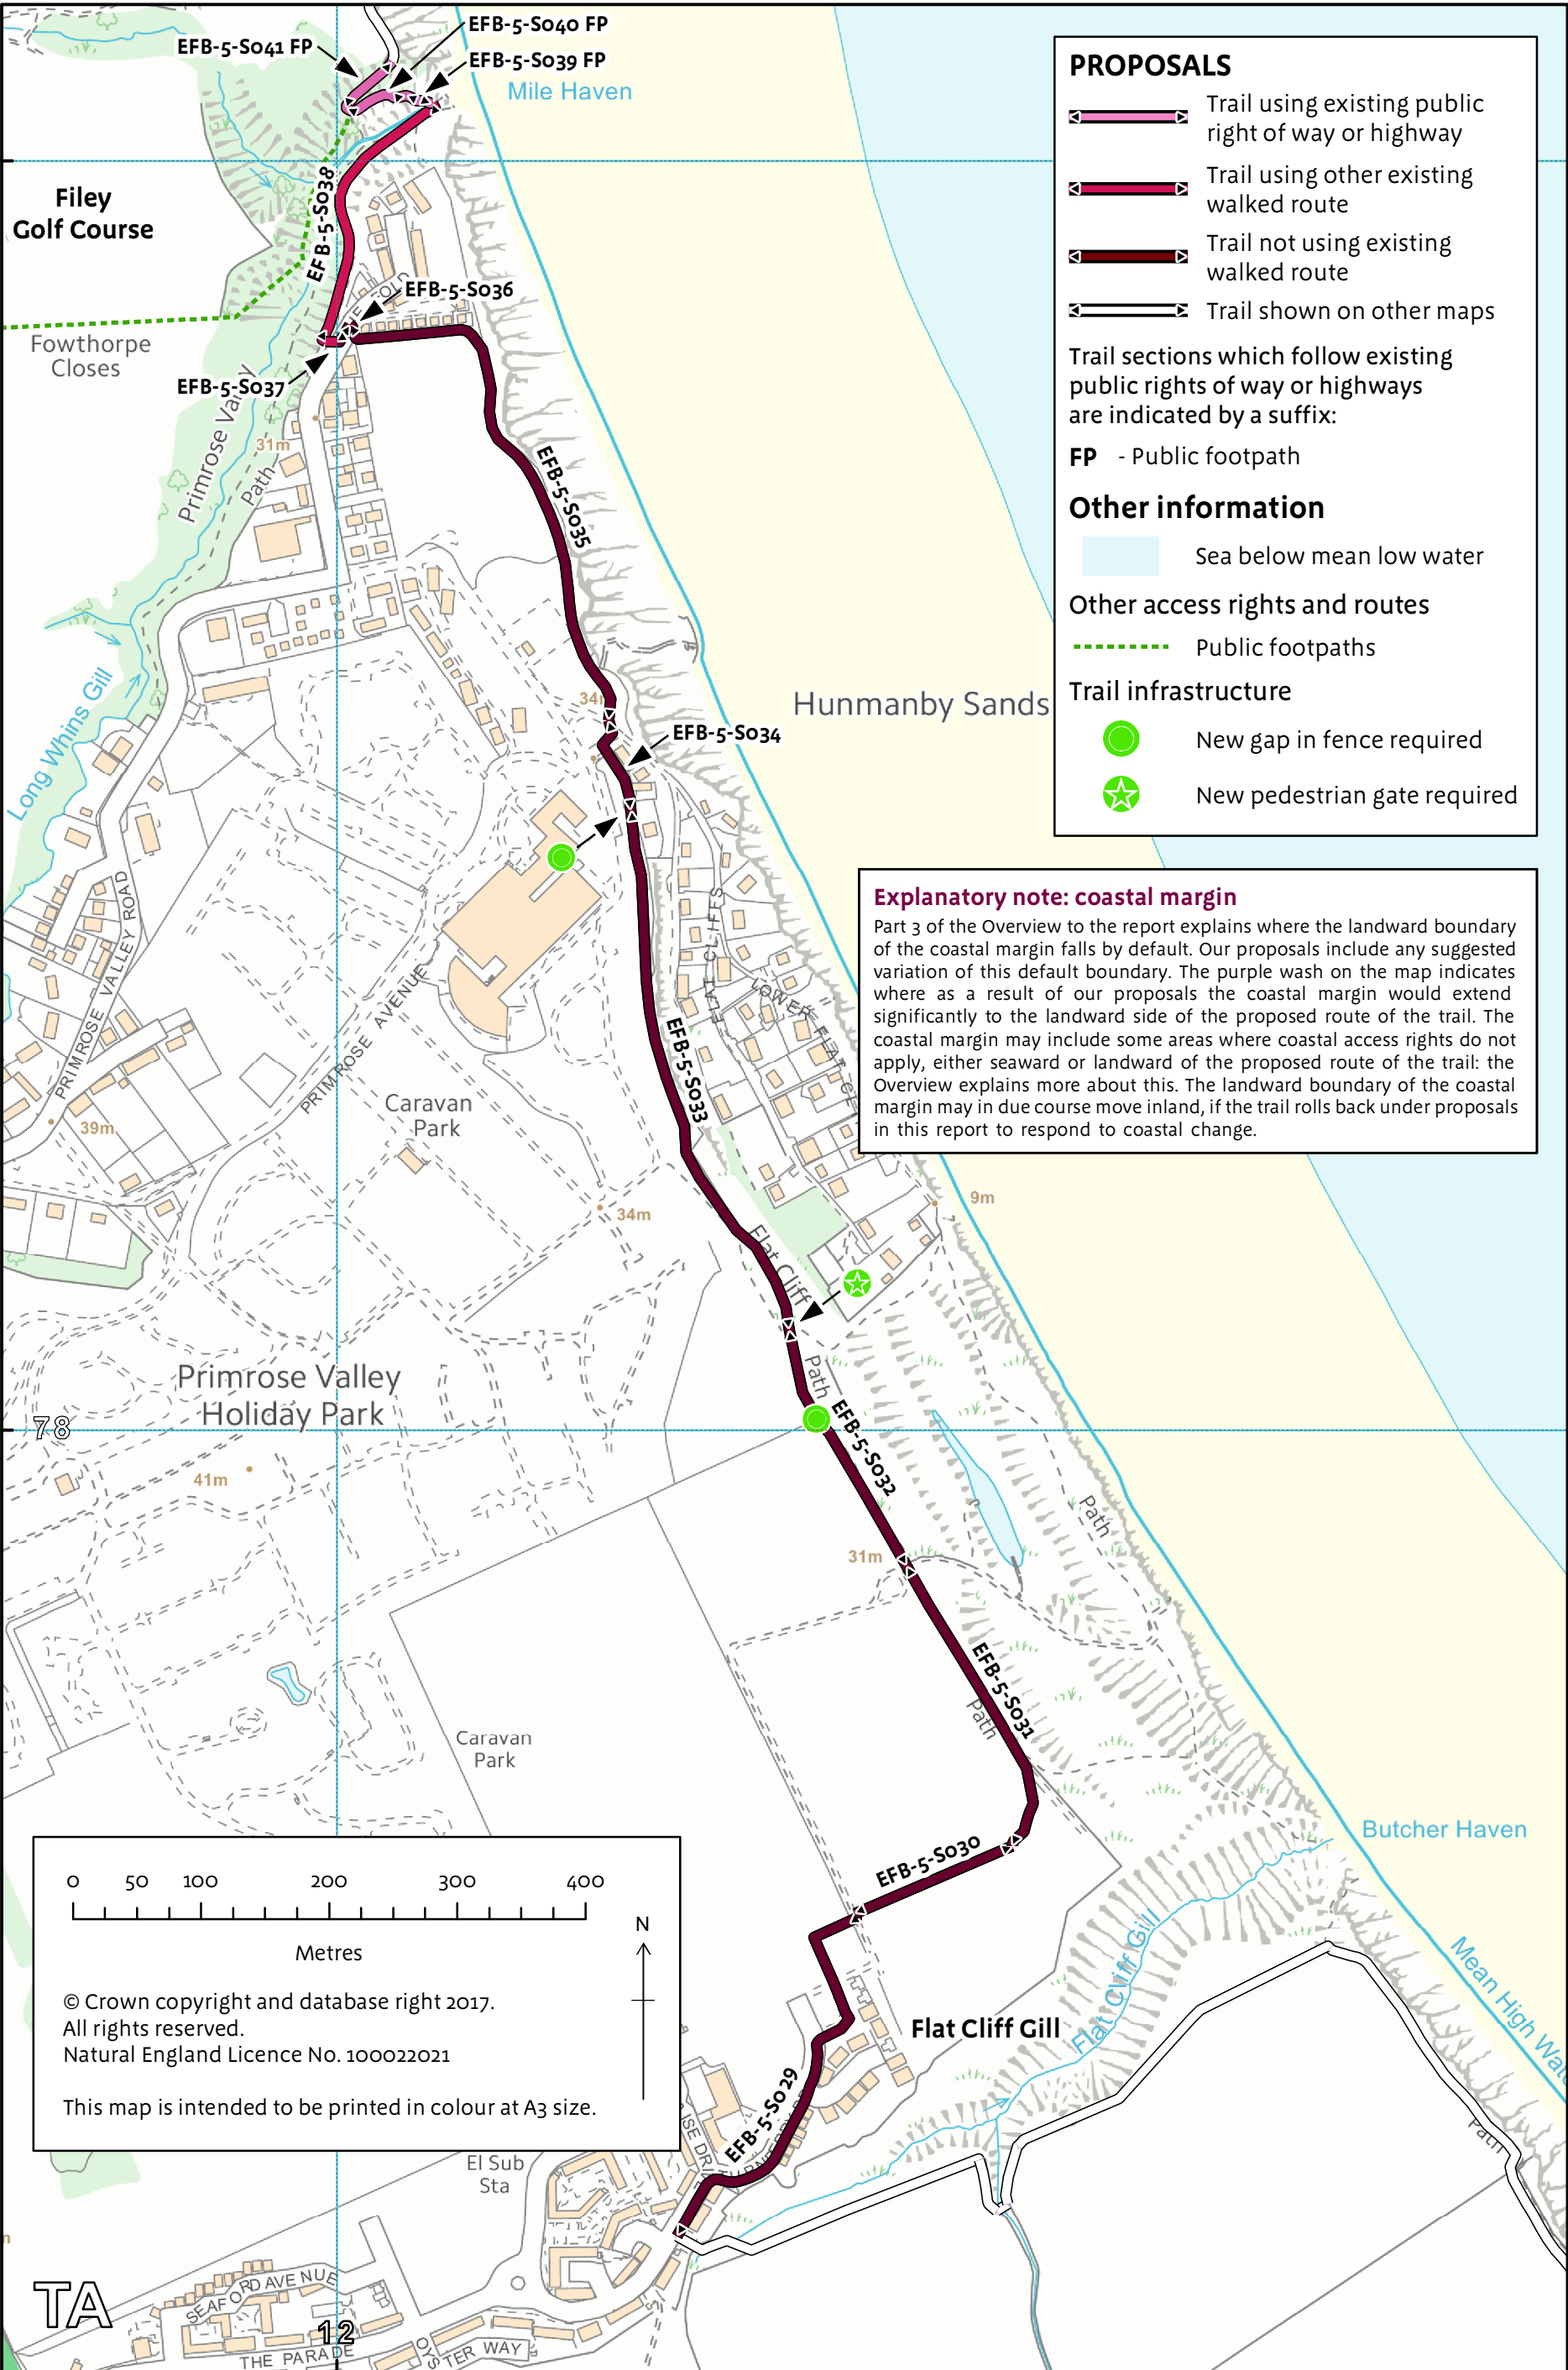 EFB-5-S040 FP
EFB-5-S041 FP
EFB-5-S039 FP
Mile Haven
Filey
Golf Course
EFB-5-S038
EFB-5-S036
Fowthorpe
Closes
EFB-5-S037
Primrose Valley
31m
Path
EFB-5-S035
Long Whins Gill
34m
Hunmanby Sands
EFB-5-S034
PRIMROSE VALLEY ROAD
PRIMROSE AVENUE
FLAT CLIFFS
LOWER FLAT CL
EFB-5-S033
Caravan
Park
39m
34m
9m
Flat Cliff
Path
Primrose Valley
Holiday Park
78
41m
EFB-5-S032
Path
31m
EFB-5-S031
Path
Caravan
Park
Butcher Haven
EFB-5-S030
Flat Cliff Gill
Flat Cliff Gill
Mean High Wate
Path
EFB-5-S029
El Sub
Sta
SEAFORD AVENUE
THE PARADE
OYSTER WAY
TA
12
PROPOSALS
Trail using existing public
right of way or highway
Trail using other existing
walked route
Trail not using existing
walked route
Trail shown on other maps
Trail sections which follow existing
public rights of way or highways
are indicated by a suffix:
FP - Public footpath
Other information
Sea below mean low water
Other access rights and routes
Public footpaths
Trail infrastructure
New gap in fence required
New pedestrian gate required
Explanatory note: coastal margin
Part 3 of the Overview to the report explains where the landward boundary
of the coastal margin falls by default. Our proposals include any suggested
variation of this default boundary. The purple wash on the map indicates
where as a result of our proposals the coastal margin would extend
significantly to the landward side of the proposed route of the trail. The
coastal margin may include some areas where coastal access rights do not
apply, either seaward or landward of the proposed route of the trail: the
Overview explains more about this. The landward boundary of the coastal
margin may in due course move inland, if the trail rolls back under proposals
in this report to respond to coastal change.
0 50 100 200 300 400
Metres
N
© Crown copyright and database right 2017.
All rights reserved.
Natural England Licence No. 100022021
This map is intended to be printed in colour at A3 size.